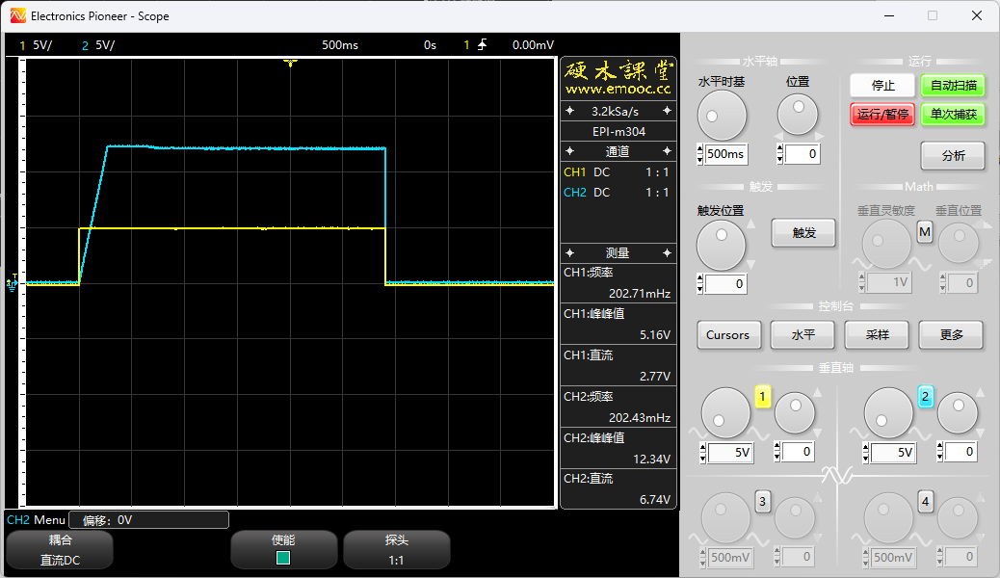 Electronics Pioneer - Scope
1 5V/ 2 5V/ 500ms 0s 1 0.00mV
硬木課堂
www.emooc.cc
3.2kSa/s
EPI-m304
通道
CH1 DC 1 : 1
CH2 DC 1 : 1
测量
CH1:频率
202.71mHz
CH1:峰峰值
5.16V
CH1:直流
2.77V
CH2:频率
202.43mHz
CH2:峰峰值
12.34V
CH2:直流
6.74V
T
CH2 Menu 偏移: 0V
耦合
直流DC
使能
探头
1:1
水平轴
水平时基 位置
500ms 0
运行
停止 自动扫描
运行/暂停 单次捕获
分析
触发
触发位置
触发
0
Math
垂直灵敏度 垂直位置
M
1V 0
控制台
Cursors 水平 采样 更多
垂直轴
1 2
5V 0 5V 0
3 4
500mV 0 500mV 0